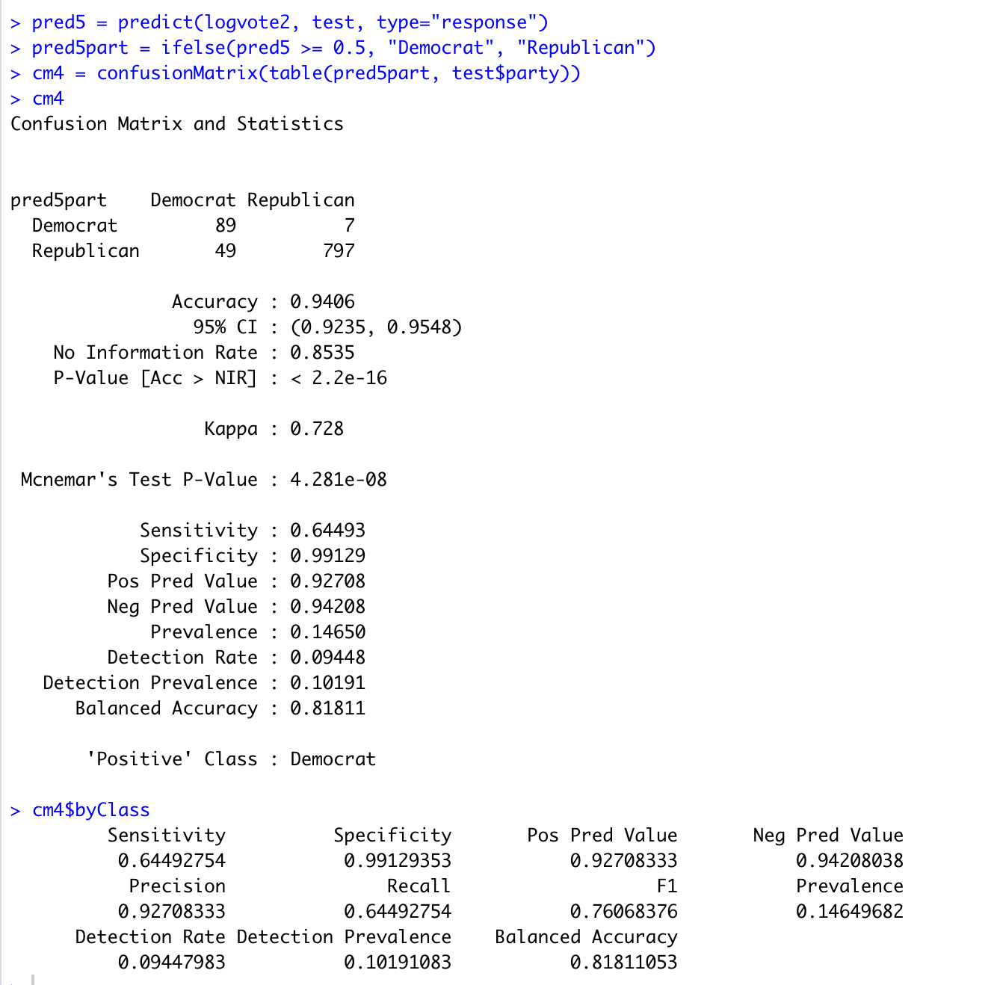 > pred5 = predict(logvote2, test, type="response")
> pred5part = ifelse(pred5 >= 0.5, "Democrat", "Republican")
> cm4 = confusionMatrix(table(pred5part, test$party))
> cm4
Confusion Matrix and Statistics
pred5part    Democrat Republican
  Democrat         89          7
  Republican       49        797
               Accuracy : 0.9406
                 95% CI : (0.9235, 0.9548)
    No Information Rate : 0.8535
    P-Value [Acc > NIR] : < 2.2e-16
                  Kappa : 0.728
 Mcnemar's Test P-Value : 4.281e-08
            Sensitivity : 0.64493
            Specificity : 0.99129
         Pos Pred Value : 0.92708
         Neg Pred Value : 0.94208
             Prevalence : 0.14650
         Detection Rate : 0.09448
   Detection Prevalence : 0.10191
      Balanced Accuracy : 0.81811
       'Positive' Class : Democrat
> cm4$byClass
         Sensitivity          Specificity       Pos Pred Value       Neg Pred Value
          0.64492754           0.99129353           0.92708333           0.94208038
           Precision               Recall                   F1           Prevalence
          0.92708333           0.64492754           0.76068376           0.14649682
      Detection Rate Detection Prevalence    Balanced Accuracy
          0.09447983           0.10191083           0.81811053